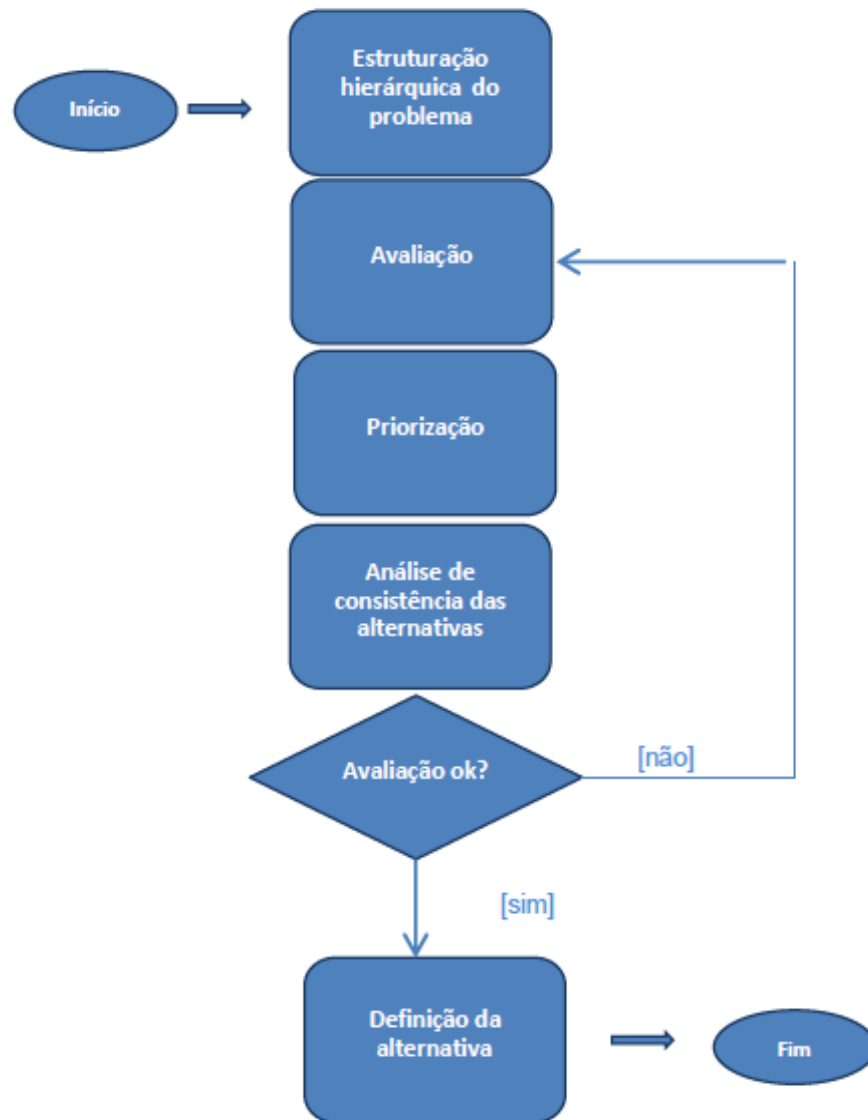 Início
Estruturação
hierárquica do
problema
Avaliação
Priorização
Análise de
consistência das
alternativas
Avaliação ok?
[não]
[sim]
Definição da
alternativa
Fim